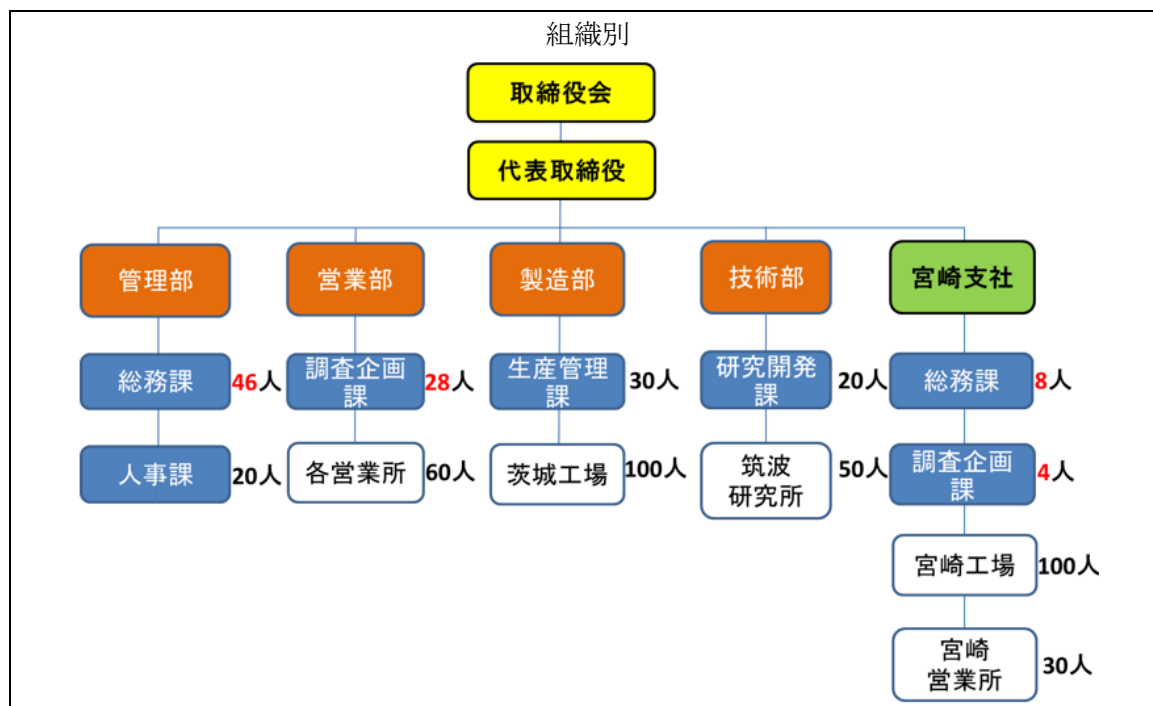 組織別
取締役会
代表取締役
管理部
営業部
製造部
技術部
宮崎支社
総務課
46人
調査企画
課
28人
生産管理
課
30人
研究開発
課
20人
総務課
8人
人事課
20人
各営業所
60人
茨城工場
100人
筑波
研究所
50人
調査企画
課
4人
宮崎工場
100人
宮崎
営業所
30人